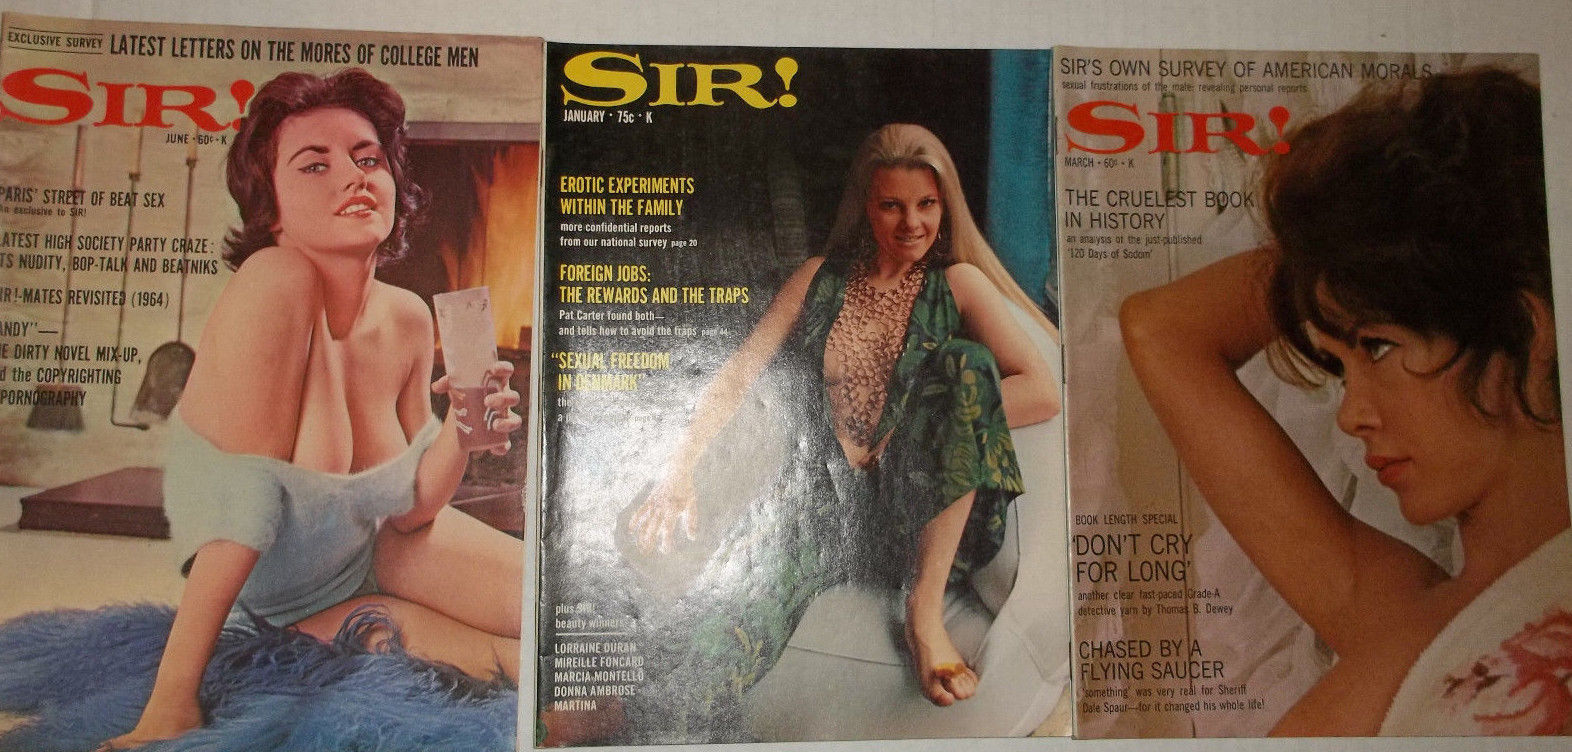 EXCLUSIVE SURVEY LATEST LETTERS ON THE MORES OF COLLEGE MEN
SIR!
JUNE • 60¢ • K
PARIS' STREET OF BEAT SEX
An exclusive to SIR!
LATEST HIGH SOCIETY PARTY CRAZE:
ITS NUDITY, BOP-TALK AND BEATNIKS
SIR!-MATES REVISITED (1964)
ANDY"—
E DIRTY NOVEL MIX-UP,
d the COPYRIGHTING
PORNOGRAPHY
SIR!
JANUARY • 75c • K
EROTIC EXPERIMENTS
WITHIN THE FAMILY
more confidential reports
from our national survey page 20
FOREIGN JOBS:
THE REWARDS AND THE TRAPS
Pat Carter found both—
and tells how to avoid the traps page 44
"SEXUAL FREEDOM
IN DENMARK"
plus SIR!
beauty winners
LORRAINE DURAN
MIREILLE FONCARD
MARCIA MONTELLO
DONNA AMBROSE
MARTINA
SIR'S OWN SURVEY OF AMERICAN MORALS
sexual frustrations of the male: revealing personal reports
SIR!
MARCH • 60¢ • K
THE CRUELEST BOOK
IN HISTORY
an analysis of the just-published
'120 Days of Sodom'
BOOK LENGTH SPECIAL
'DON'T CRY
FOR LONG'
another clear fast-paced Grade-A
detective yarn by Thomas B. Dewey
CHASED BY A
FLYING SAUCER
'something' was very real for Sheriff
Dale Spaur—for it changed his whole life!